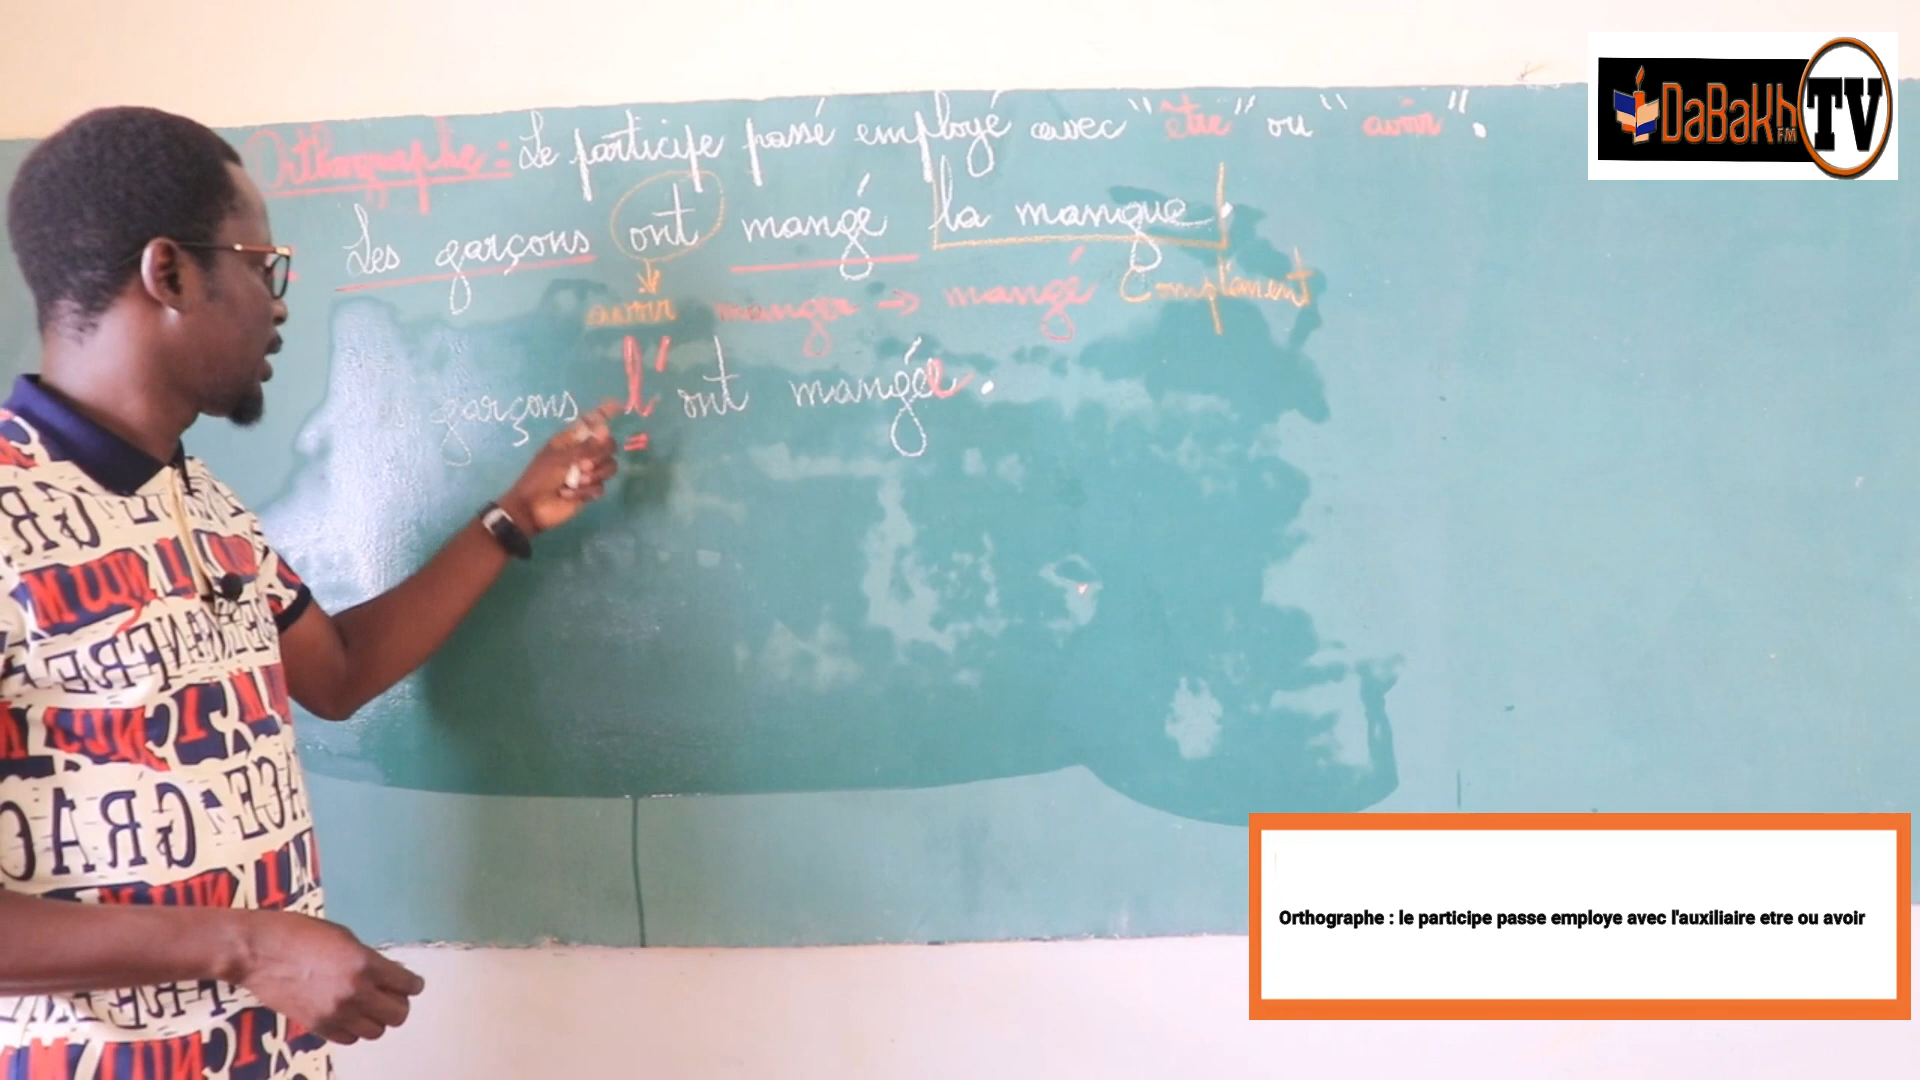 DaBaKh FM TV
Orthographe : Le participe passé employé avec "être" ou "avoir".
Les garçons ont mangé la mangue.
avoir manger → mangé Complément
garçons l' ont mangée.
Orthographe : le participe passe employe avec l'auxiliaire etre ou avoir
GRACE